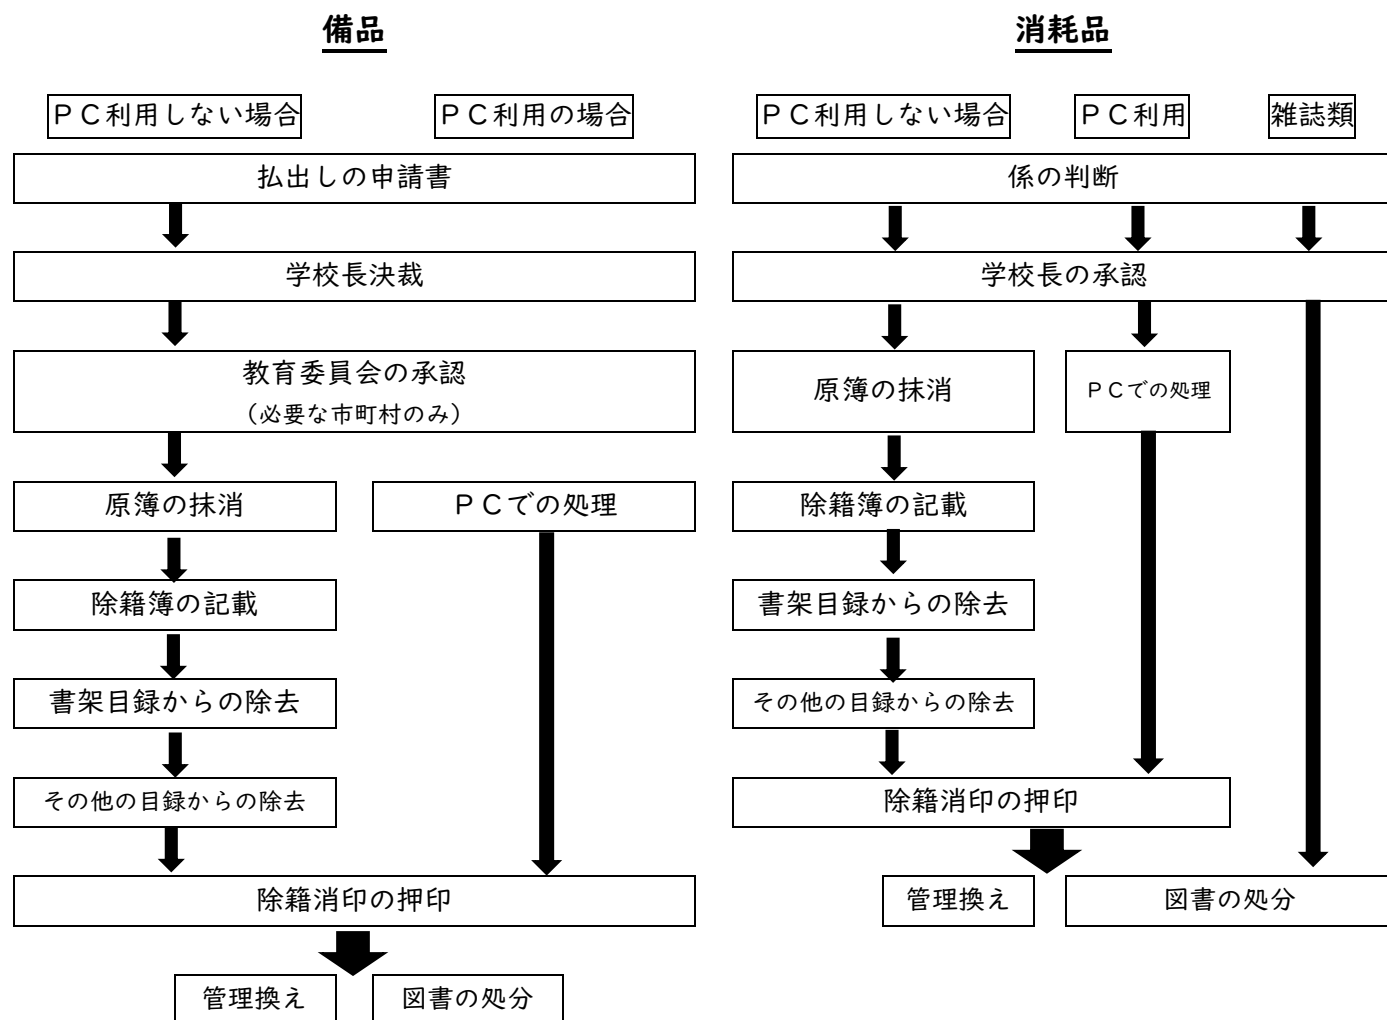 備品
ＰＣ利用しない場合
ＰＣ利用の場合
払出しの申請書
学校長決裁
教育委員会の承認
（必要な市町村のみ）
原簿の抹消
ＰＣでの処理
除籍簿の記載
書架目録からの除去
その他の目録からの除去
除籍消印の押印
管理換え
図書の処分
消耗品
ＰＣ利用しない場合
ＰＣ利用
雑誌類
係の判断
学校長の承認
原簿の抹消
ＰＣでの処理
除籍簿の記載
書架目録からの除去
その他の目録からの除去
除籍消印の押印
管理換え
図書の処分